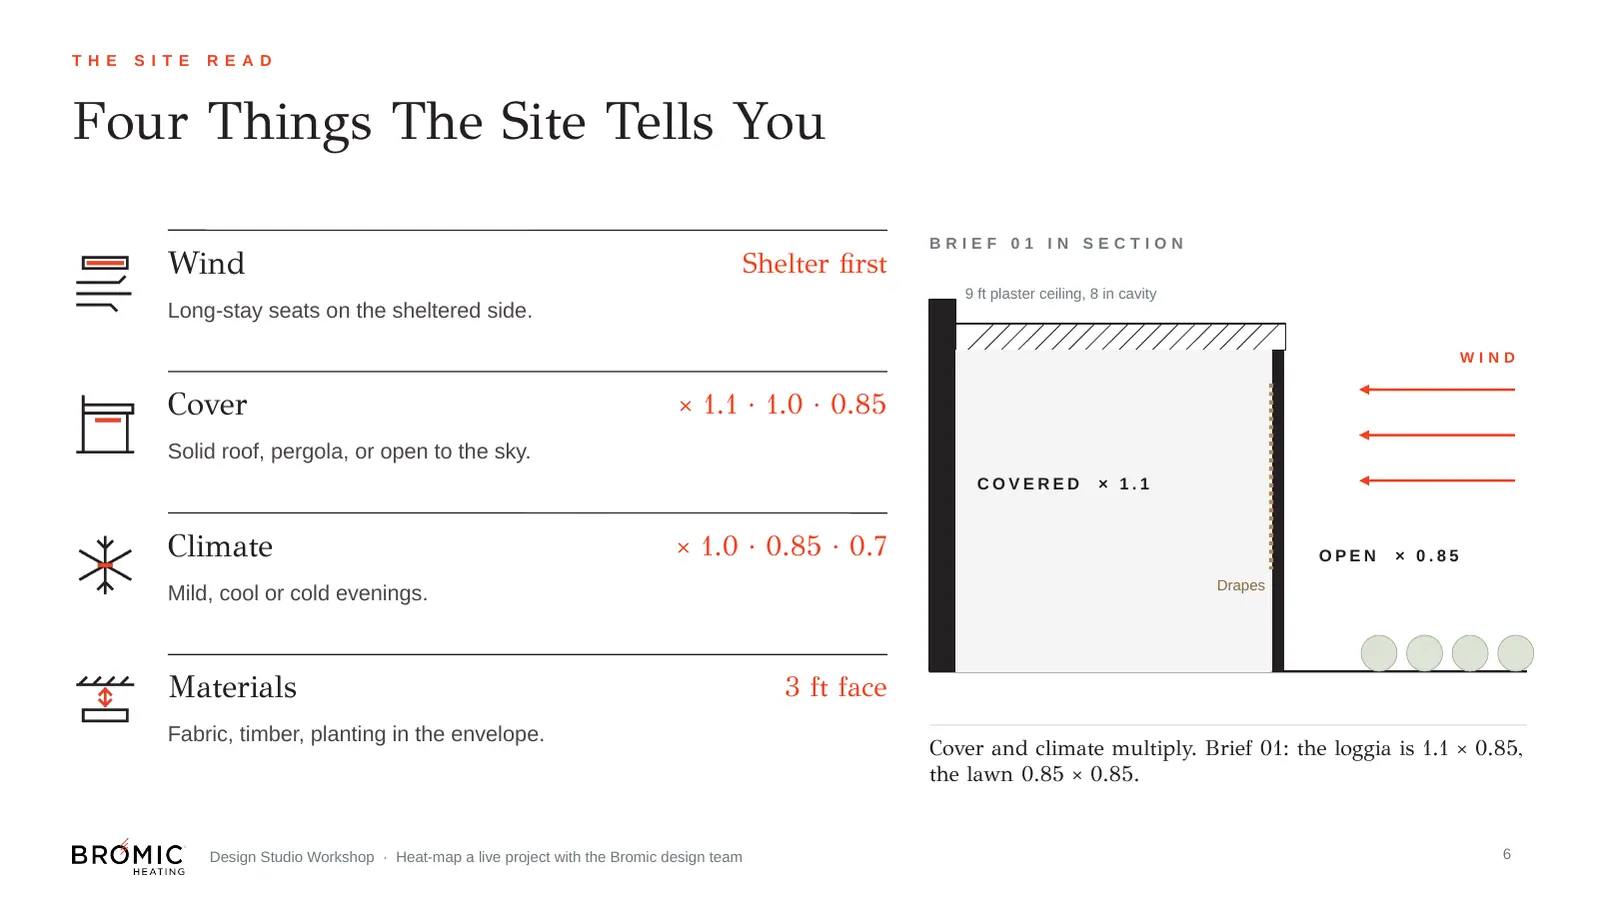 THE SITE READ
Four Things The Site Tells You
Wind
Shelter first
Long-stay seats on the sheltered side.
Cover
× 1.1 · 1.0 · 0.85
Solid roof, pergola, or open to the sky.
Climate
× 1.0 · 0.85 · 0.7
Mild, cool or cold evenings.
Materials
3 ft face
Fabric, timber, planting in the envelope.
BRIEF 01 IN SECTION
9 ft plaster ceiling, 8 in cavity
WIND
COVERED × 1.1
OPEN × 0.85
Drapes
Cover and climate multiply. Brief 01: the loggia is 1.1 × 0.85,
the lawn 0.85 × 0.85.
BROMIC
HEATING
Design Studio Workshop · Heat-map a live project with the Bromic design team
6